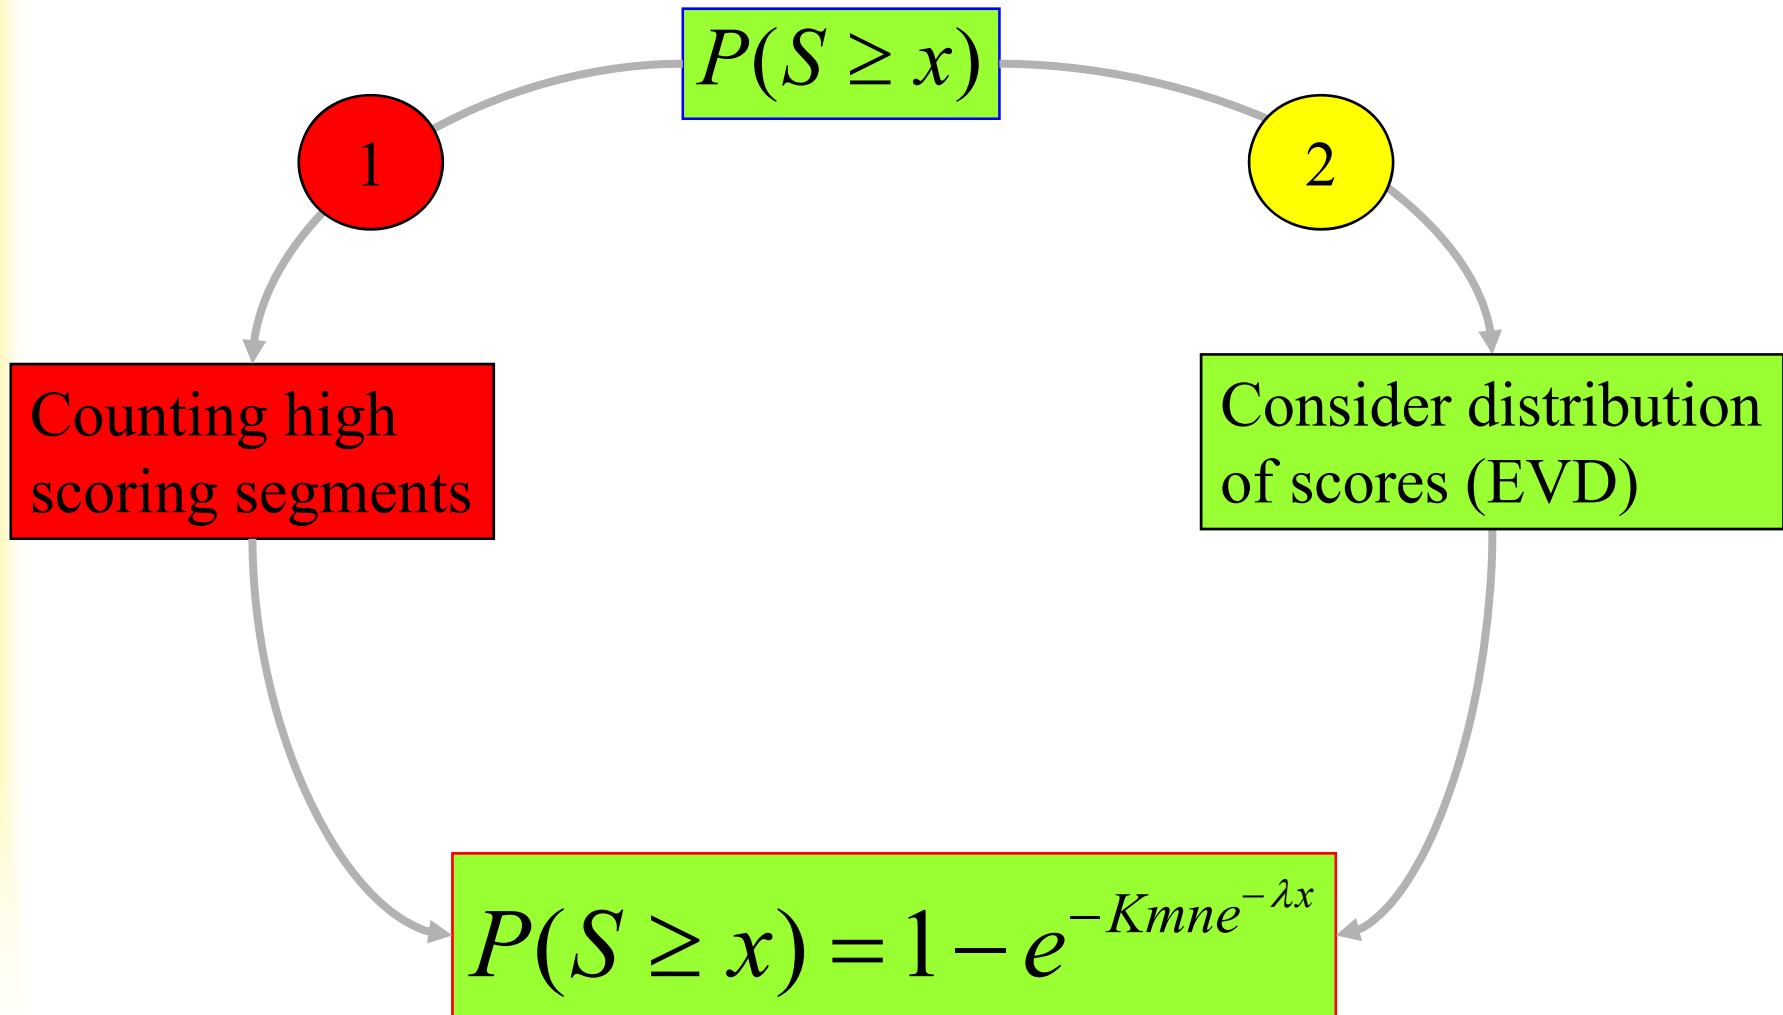 P(S ≥ x)
1
2
Counting high
scoring segments
Consider distribution
of scores (EVD)
P(S ≥ x) = 1 − e^{−Kmne^{−λx}}